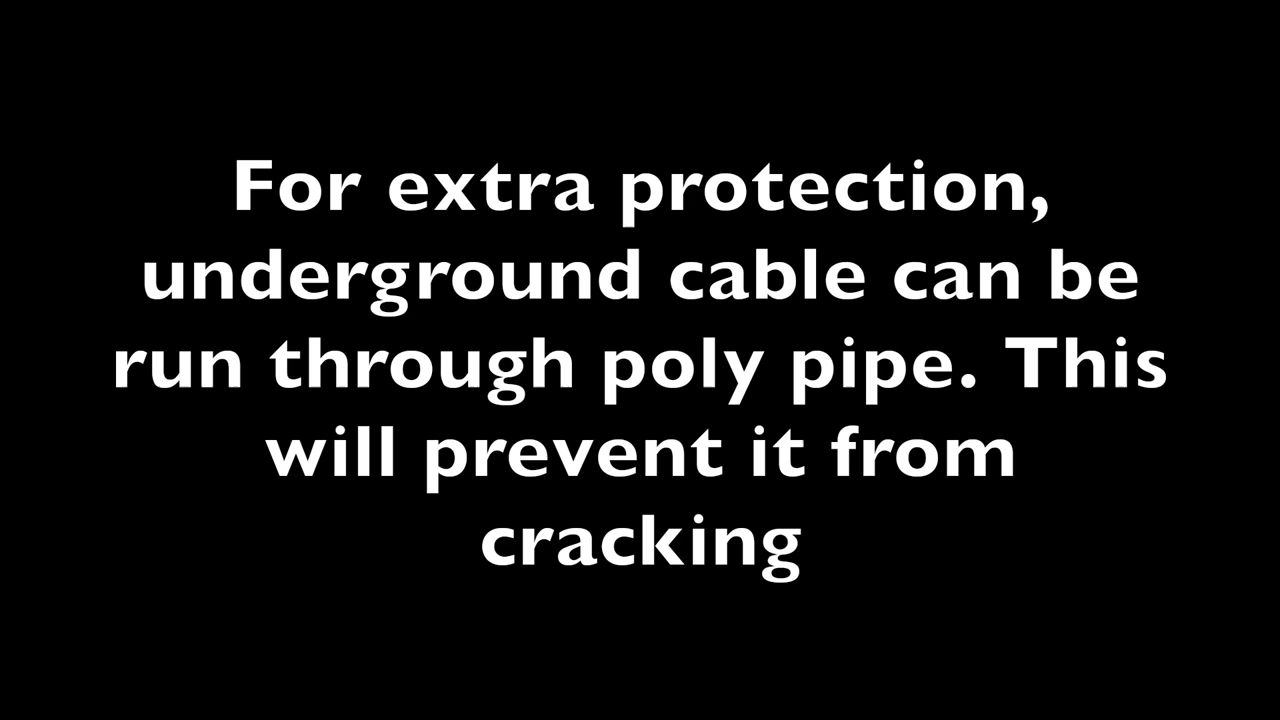 For extra protection,
underground cable can be
run through poly pipe. This
will prevent it from
cracking